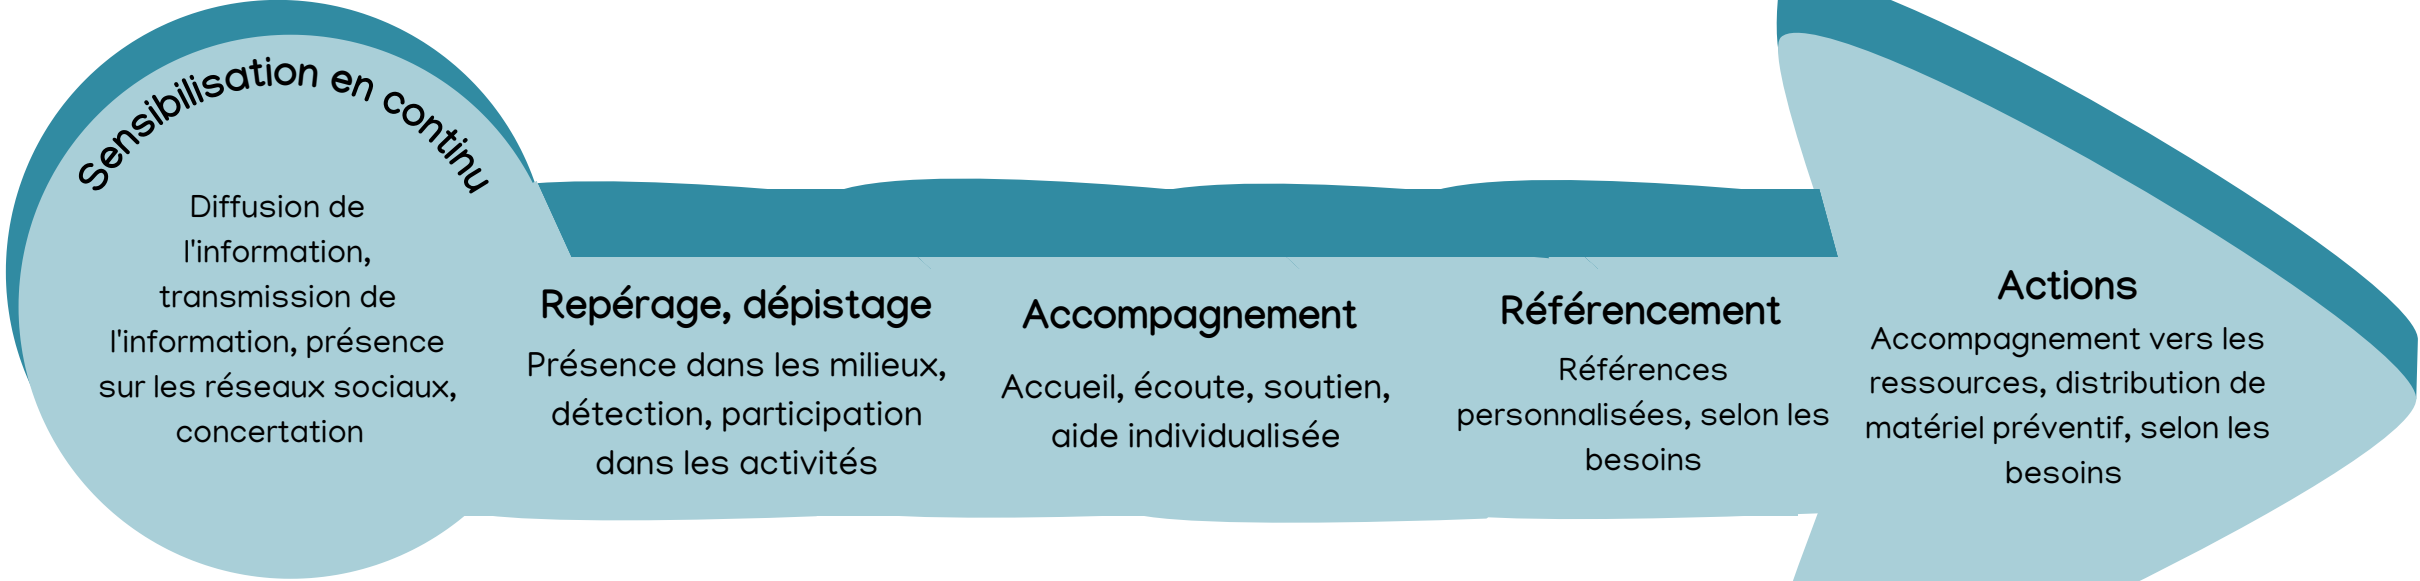 Sensibilisation en continu
Diffusion de
l'information,
transmission de
l'information, présence
sur les réseaux sociaux,
concertation
Repérage, dépistage
Présence dans les milieux,
détection, participation
dans les activités
Accompagnement
Accueil, écoute, soutien,
aide individualisée
Référencement
Références
personnalisées, selon les
besoins
Actions
Accompagnement vers les
ressources, distribution de
matériel préventif, selon les
besoins